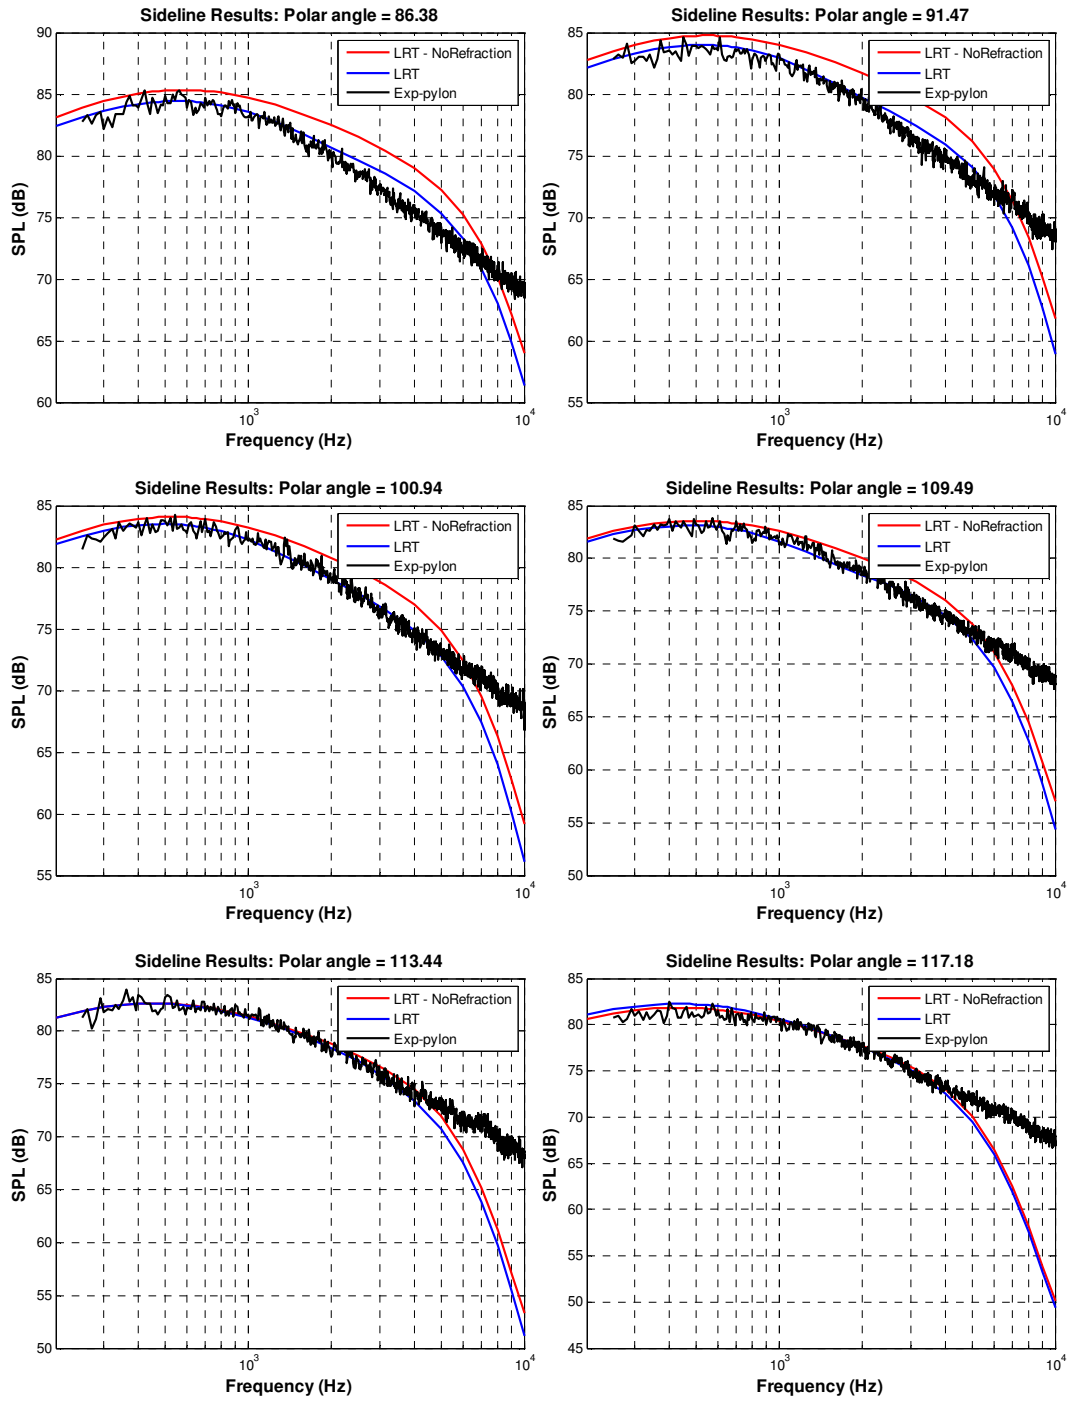 Sideline Results: Polar angle = 86.38
90
85
80
75
70
65
60
SPL (dB)
LRT - NoRefraction
LRT
Exp-pylon
10^3
10^4
Frequency (Hz)
Sideline Results: Polar angle = 91.47
85
80
75
70
65
60
55
SPL (dB)
LRT - NoRefraction
LRT
Exp-pylon
10^3
10^4
Frequency (Hz)
Sideline Results: Polar angle = 100.94
85
80
75
70
65
60
55
SPL (dB)
LRT - NoRefraction
LRT
Exp-pylon
10^3
10^4
Frequency (Hz)
Sideline Results: Polar angle = 109.49
85
80
75
70
65
60
55
50
SPL (dB)
LRT - NoRefraction
LRT
Exp-pylon
10^3
10^4
Frequency (Hz)
Sideline Results: Polar angle = 113.44
85
80
75
70
65
60
55
50
SPL (dB)
LRT - NoRefraction
LRT
Exp-pylon
10^3
10^4
Frequency (Hz)
Sideline Results: Polar angle = 117.18
85
80
75
70
65
60
55
50
45
SPL (dB)
LRT - NoRefraction
LRT
Exp-pylon
10^3
10^4
Frequency (Hz)